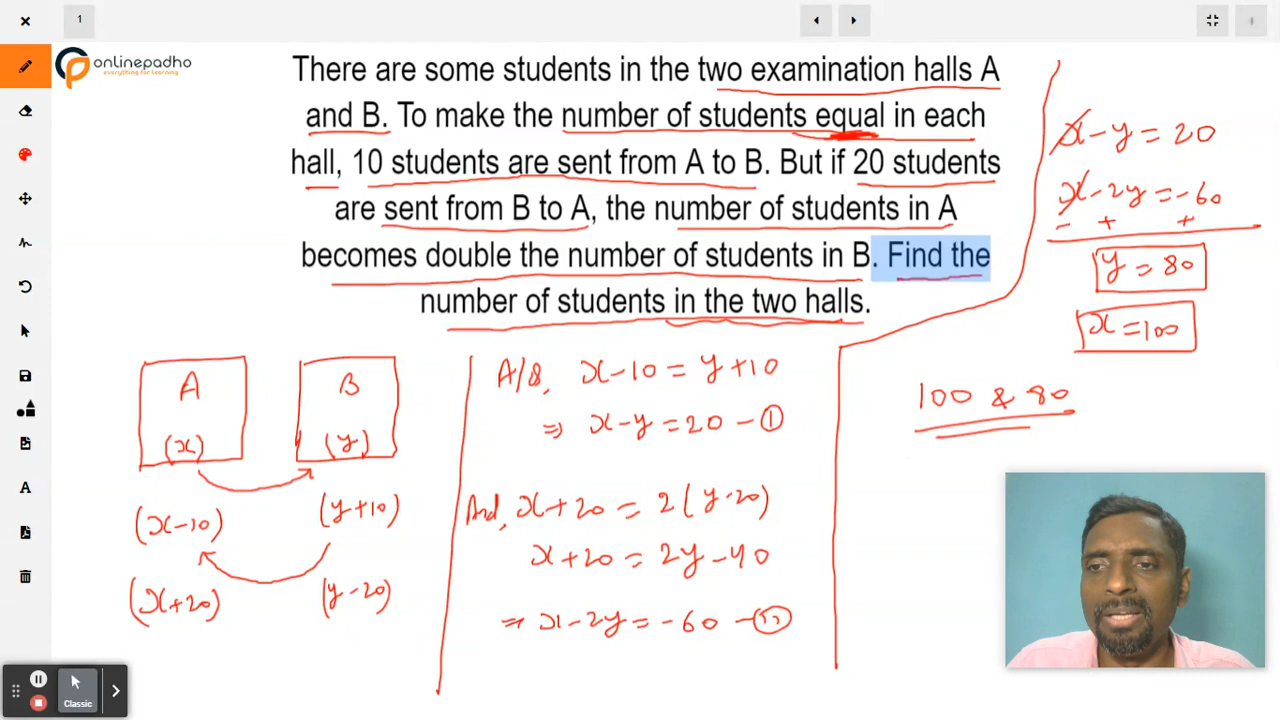 1
onlinepadho
everything for learning
There are some students in the two examination halls A
and B. To make the number of students equal in each
hall, 10 students are sent from A to B. But if 20 students
are sent from B to A, the number of students in A
becomes double the number of students in B. Find the
number of students in the two halls.
A
(x)
B
(y)
(x-10)
(y+10)
(x+20)
(y-20)
A/B, x-10 = y+10
⇒ x-y = 20 - ①
And, x+20 = 2(y-20)
x+20 = 2y-40
⇒ x-2y = -60 - ②
x-y = 20
x-2y = -60
- + +
y = 80
x = 100
100 & 80
A
Classic